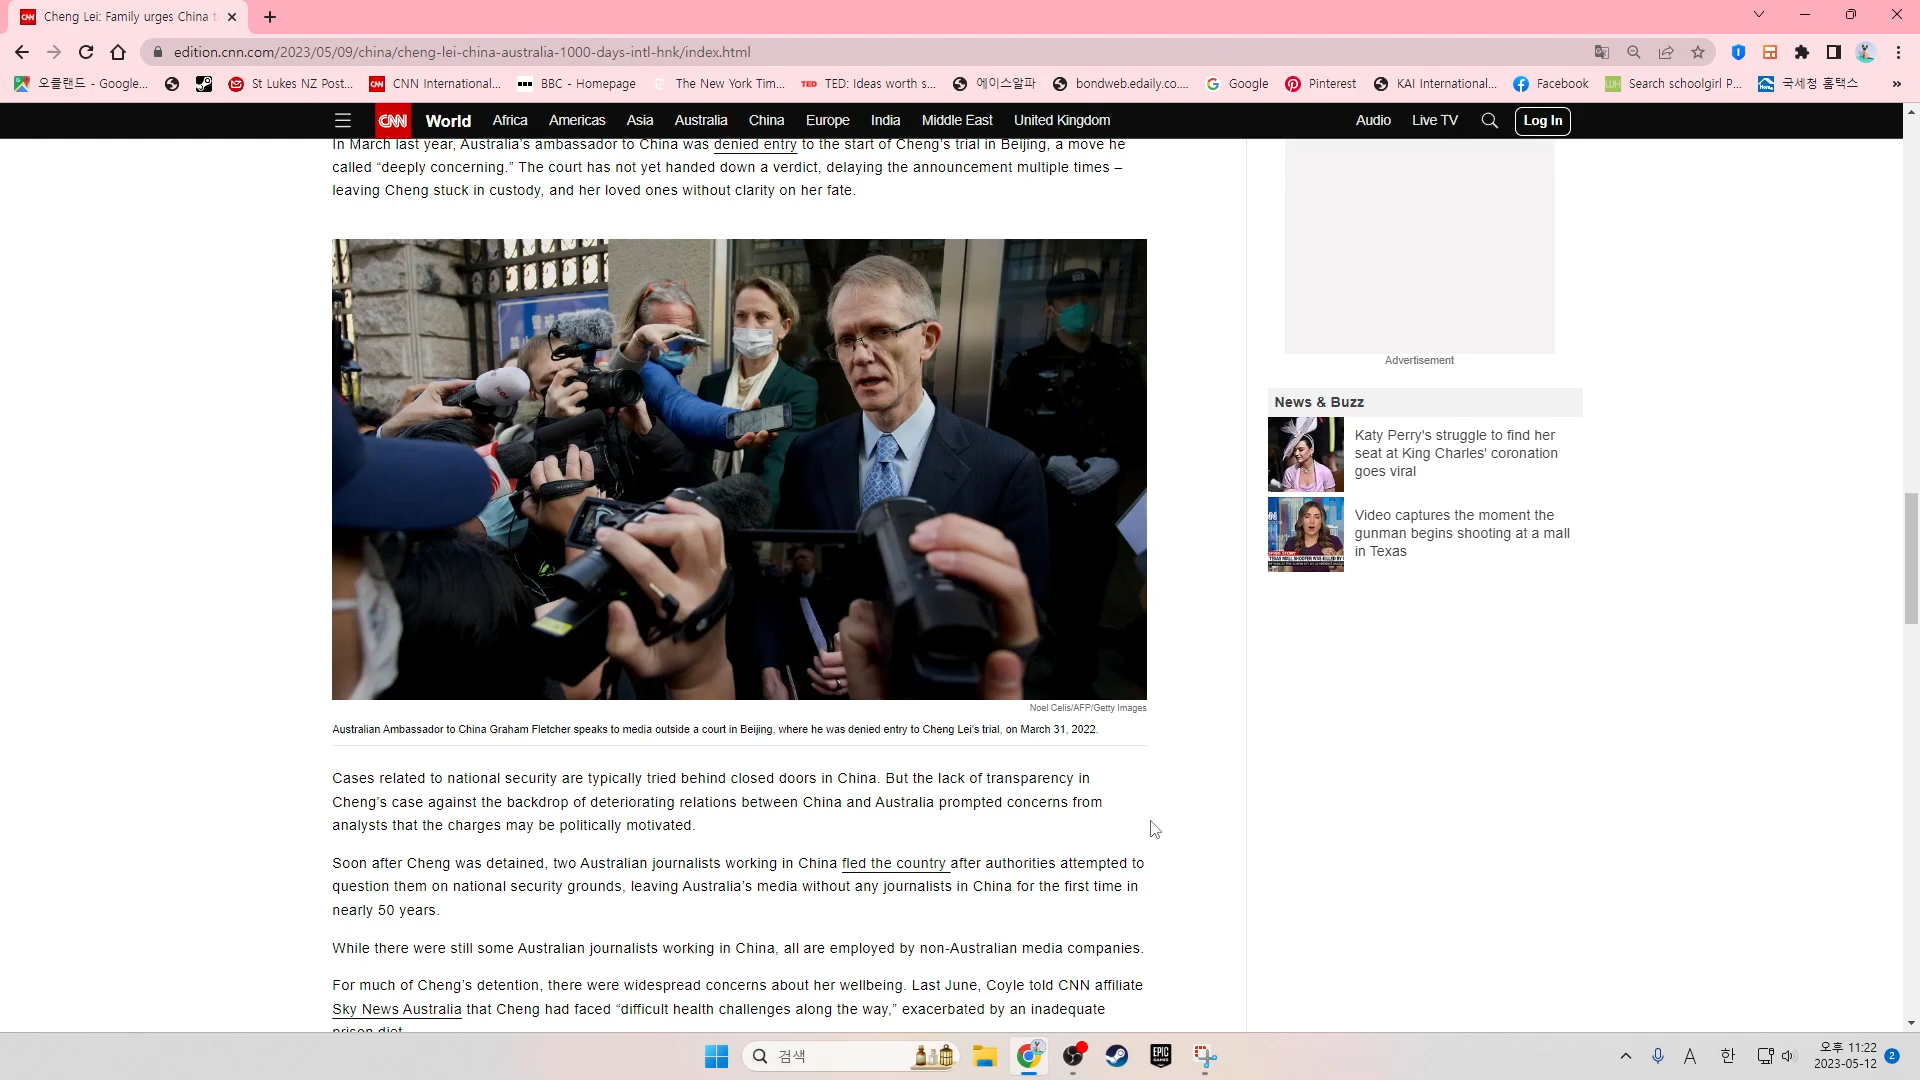 Cheng Lei: Family urges China t
edition.cnn.com/2023/05/09/china/cheng-lei-china-australia-1000-days-intl-hnk/index.html
오클랜드 - Google...
St Lukes NZ Post...
CNN International...
BBC - Homepage
The New York Tim...
TED: Ideas worth s...
에이스알파
bondweb.edaily.co....
Google
Pinterest
KAI International...
Facebook
Search schoolgirl P...
국세청 홈택스
CNN World Africa Americas Asia Australia China Europe India Middle East United Kingdom Audio Live TV Log In
In March last year, Australia’s ambassador to China was denied entry to the start of Cheng’s trial in Beijing, a move he
called “deeply concerning.” The court has not yet handed down a verdict, delaying the announcement multiple times –
leaving Cheng stuck in custody, and her loved ones without clarity on her fate.
Noel Celis/AFP/Getty Images
Australian Ambassador to China Graham Fletcher speaks to media outside a court in Beijing, where he was denied entry to Cheng Lei's trial, on March 31, 2022.
Cases related to national security are typically tried behind closed doors in China. But the lack of transparency in
Cheng’s case against the backdrop of deteriorating relations between China and Australia prompted concerns from
analysts that the charges may be politically motivated.
Soon after Cheng was detained, two Australian journalists working in China fled the country after authorities attempted to
question them on national security grounds, leaving Australia’s media without any journalists in China for the first time in
nearly 50 years.
While there were still some Australian journalists working in China, all are employed by non-Australian media companies.
For much of Cheng’s detention, there were widespread concerns about her wellbeing. Last June, Coyle told CNN affiliate
Sky News Australia that Cheng had faced “difficult health challenges along the way,” exacerbated by an inadequate
prison diet
Advertisement
News & Buzz
Katy Perry's struggle to find her
seat at King Charles' coronation
goes viral
Video captures the moment the
gunman begins shooting at a mall
in Texas
검색
EPIC
GAMES
A
한
오후 11:22
2023-05-12
2